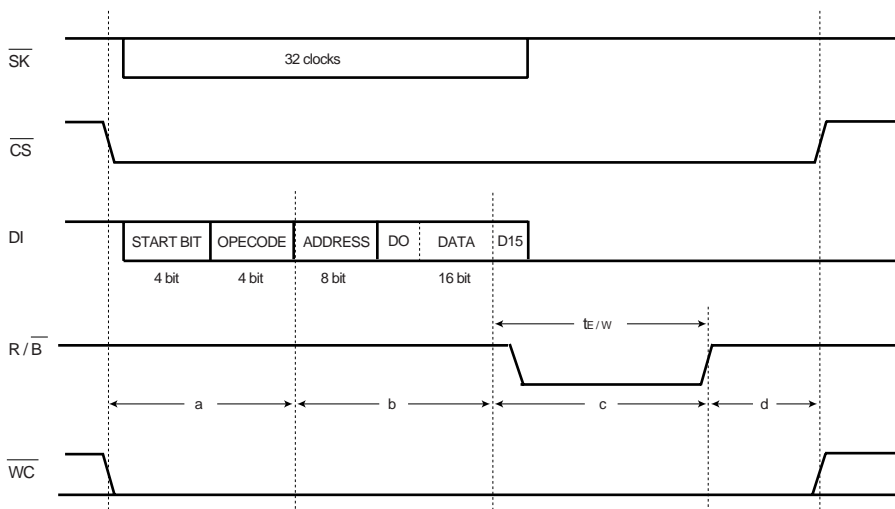 SK
32 clocks
CS
DI
START BIT OPECODE ADDRESS DO DATA D15
4 bit 4 bit 8 bit 16 bit
tE / W
R / B
a b c d
WC